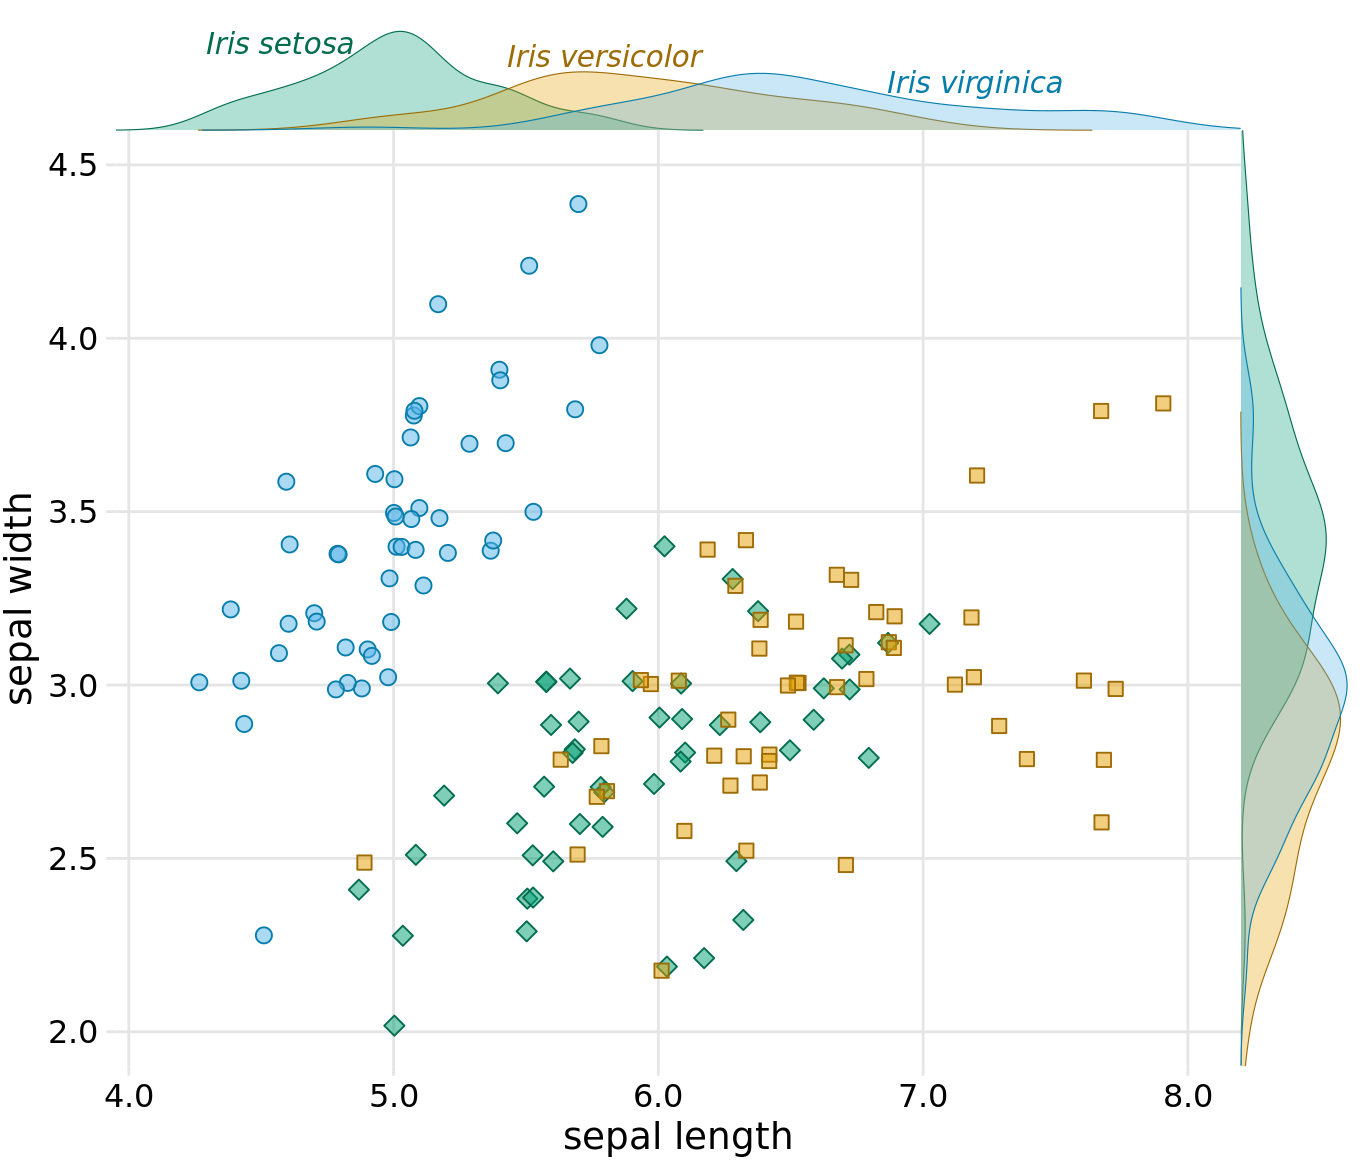 Iris setosa
Iris versicolor
Iris virginica
4.5
4.0
3.5
3.0
2.5
2.0
sepal width
4.0 5.0 6.0 7.0 8.0
sepal length